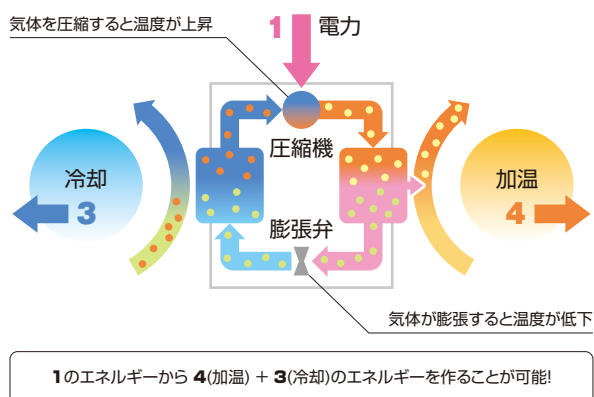 気体を圧縮すると温度が上昇
1 電力
圧縮機
冷却
3
加温
4
膨張弁
気体が膨張すると温度が低下
1のエネルギーから 4(加温) + 3(冷却)のエネルギーを作ることが可能!